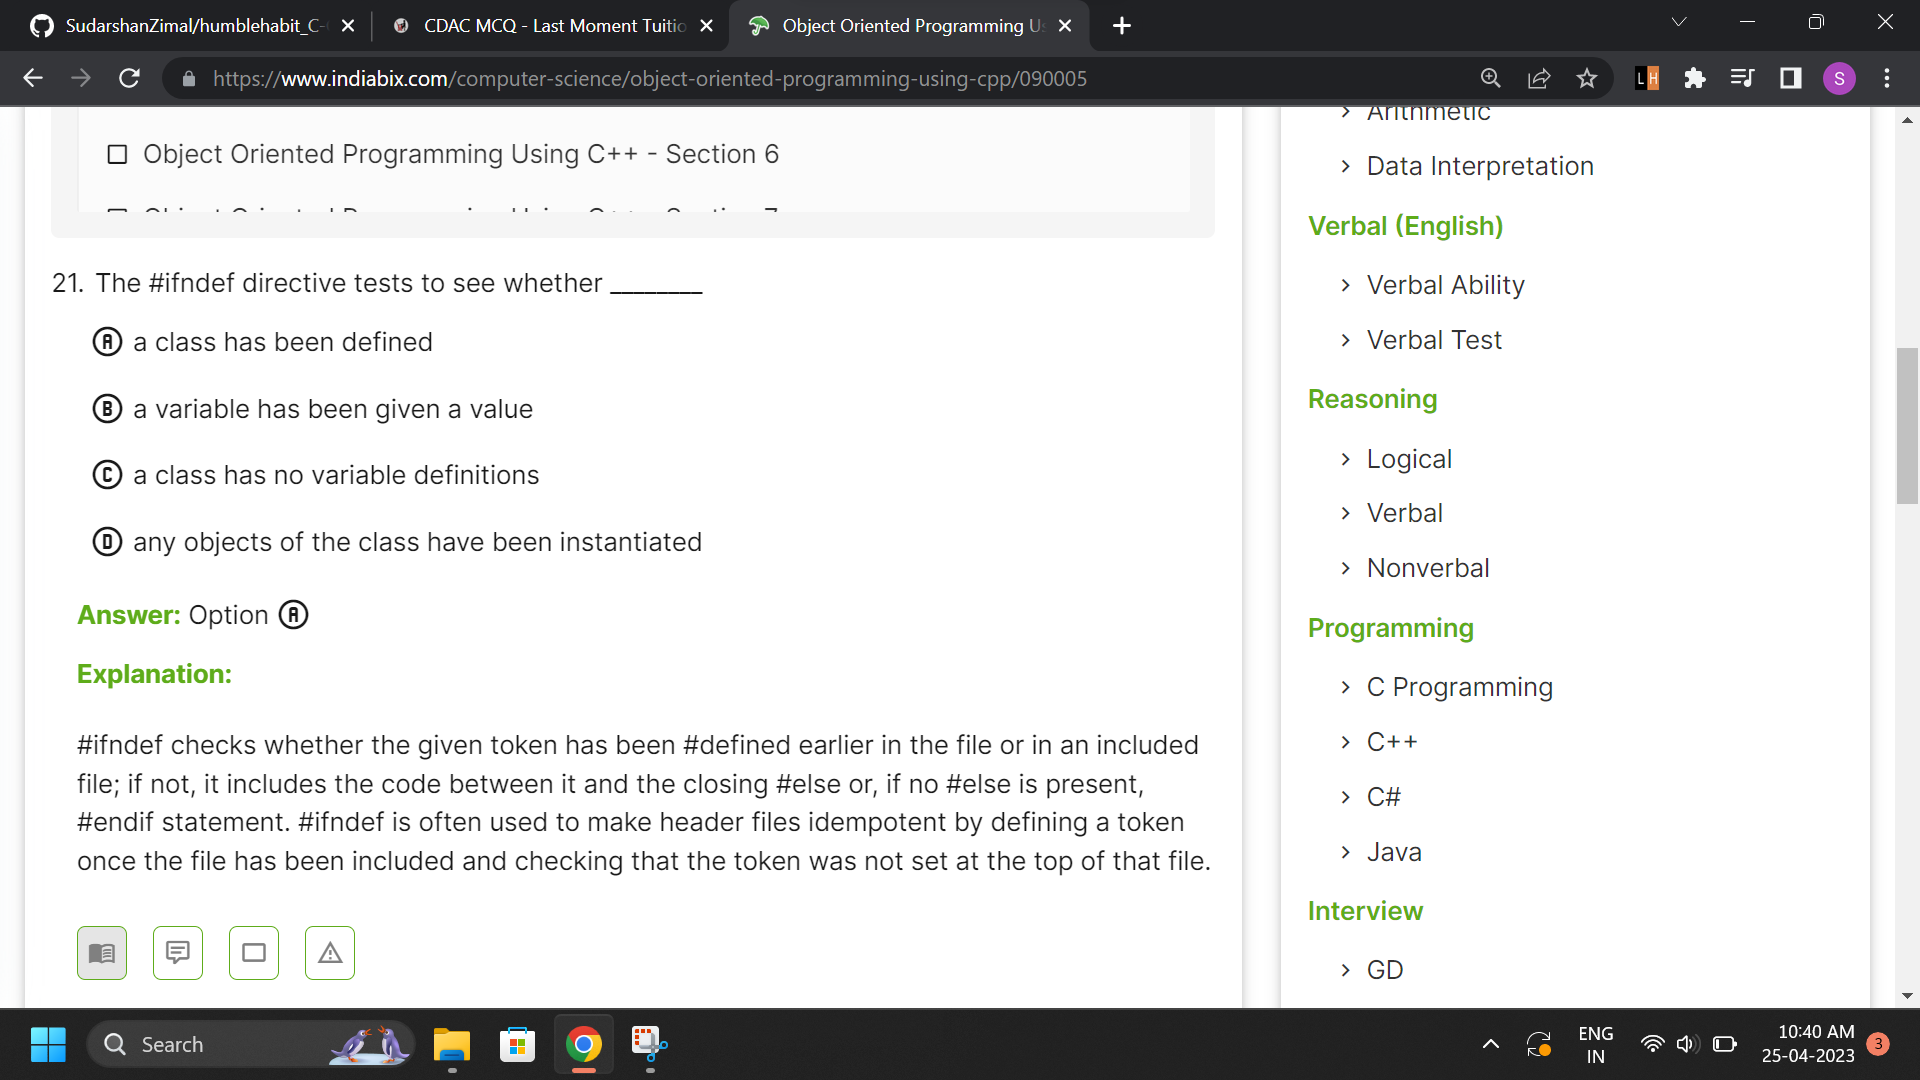 SudarshanZimal/humblehabit_C-
CDAC MCQ - Last Moment Tuitio
Object Oriented Programming U
https://www.indiabix.com/computer-science/object-oriented-programming-using-cpp/090005
LH
S
Object Oriented Programming Using C++ - Section 6
21. The #ifndef directive tests to see whether ________
A a class has been defined
B a variable has been given a value
C a class has no variable definitions
D any objects of the class have been instantiated
Answer: Option A
Explanation:
#ifndef checks whether the given token has been #defined earlier in the file or in an included
file; if not, it includes the code between it and the closing #else or, if no #else is present,
#endif statement. #ifndef is often used to make header files idempotent by defining a token
once the file has been included and checking that the token was not set at the top of that file.
Arithmetic
Data Interpretation
Verbal (English)
Verbal Ability
Verbal Test
Reasoning
Logical
Verbal
Nonverbal
Programming
C Programming
C++
C#
Java
Interview
GD
Search
ENG
IN
10:40 AM
25-04-2023
3